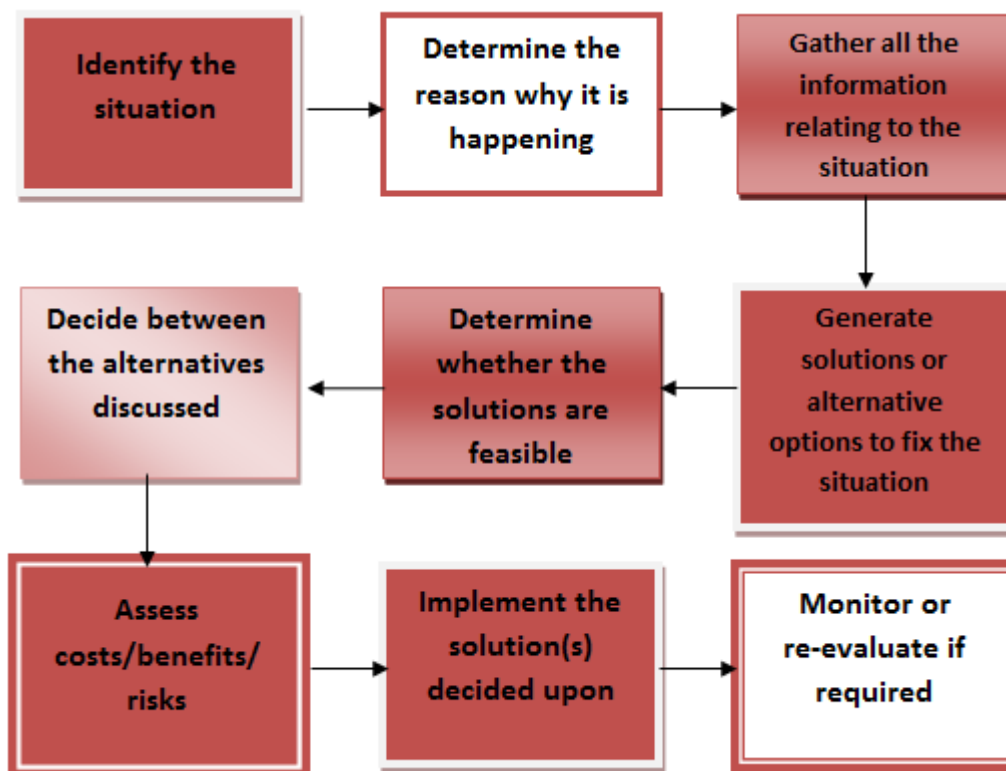 Identify the
situation
Determine the
reason why it is
happening
Gather all the
information
relating to the
situation
Generate
solutions or
alternative
options to fix the
situation
Determine
whether the
solutions are
feasible
Decide between
the alternatives
discussed
Assess
costs/benefits/
risks
Implement the
solution(s)
decided upon
Monitor or
re-evaluate if
required